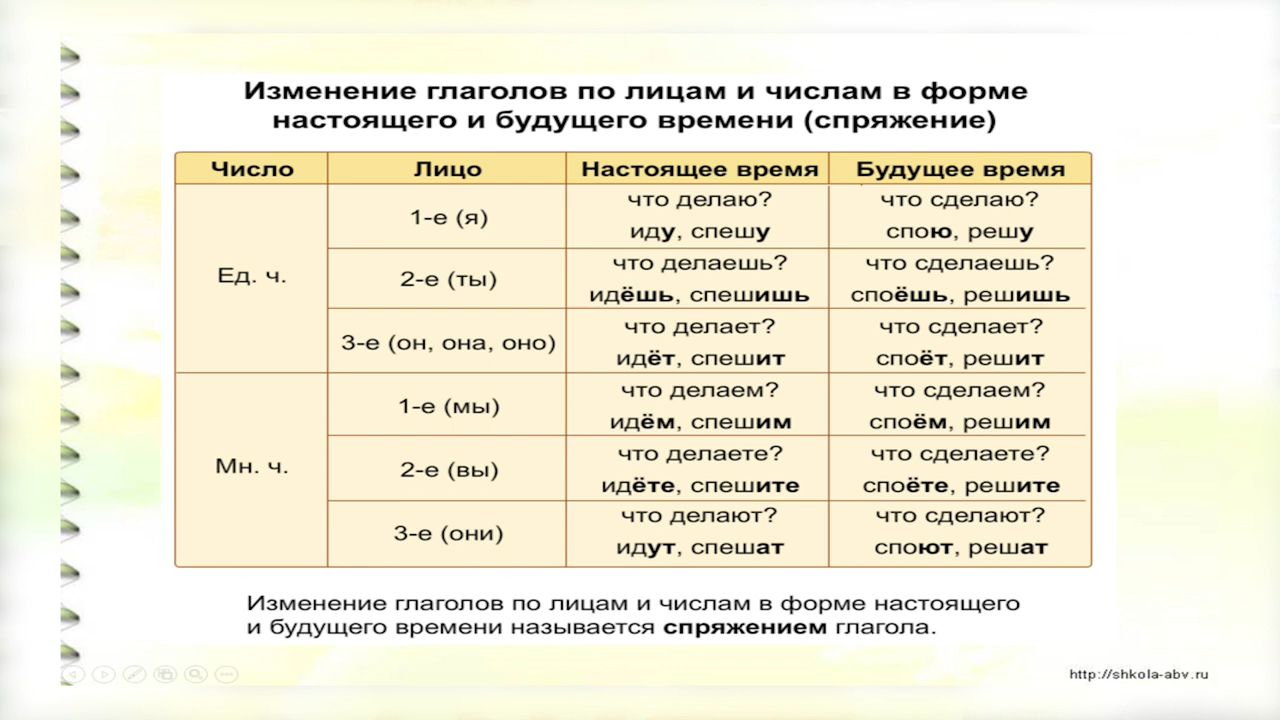 Изменение глаголов по лицам и числам в форме
настоящего и будущего времени (спряжение)
Число Лицо Настоящее время Будущее время
Ед. ч.
1-е (я)
что делаю?
иду, спешу
что сделаю?
спою, решу
2-е (ты)
что делаешь?
идёшь, спешишь
что сделаешь?
споёшь, решишь
3-е (он, она, оно)
что делает?
идёт, спешит
что сделает?
споёт, решит
Мн. ч.
1-е (мы)
что делаем?
идём, спешим
что сделаем?
споём, решим
2-е (вы)
что делаете?
идёте, спешите
что сделаете?
споёте, решите
3-е (они)
что делают?
идут, спешат
что сделают?
споют, решат
Изменение глаголов по лицам и числам в форме настоящего
и будущего времени называется спряжением глагола.
http://shkola-abv.ru